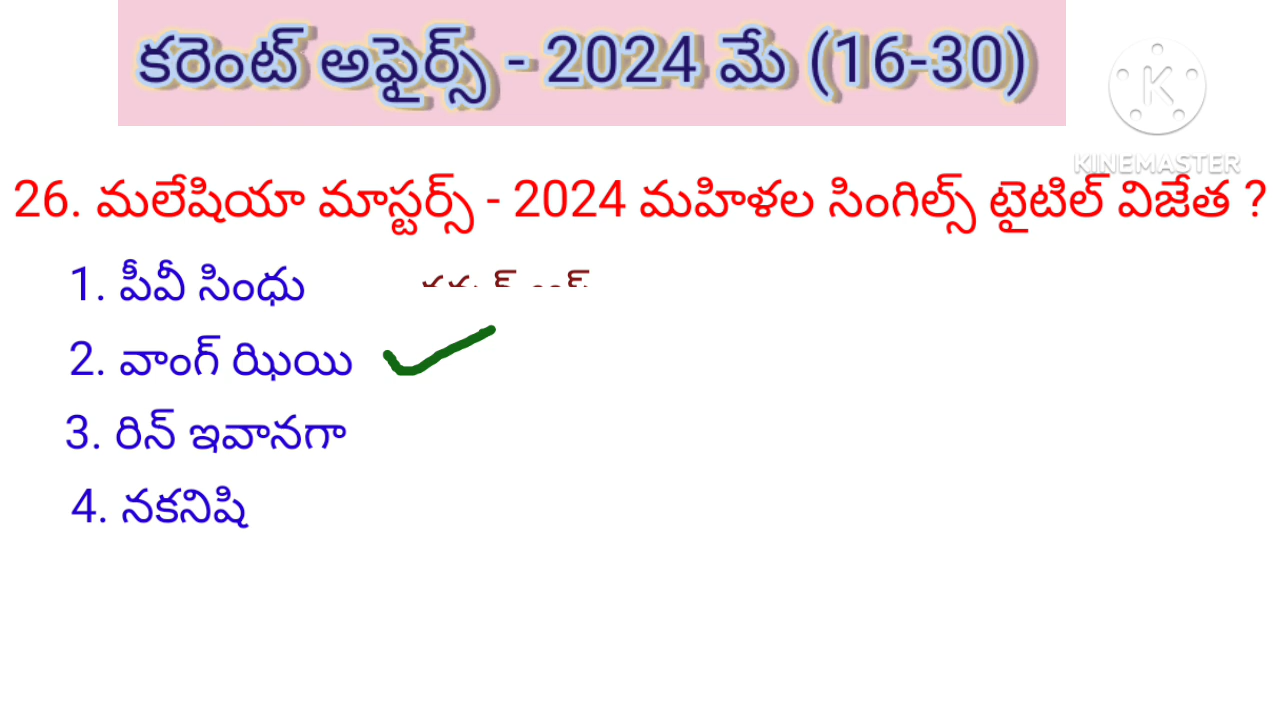 కరెంట్ అఫైర్స్ - 2024 మే (16-30)
KINEMASTER
26. మలేషియా మాస్టర్స్ - 2024 మహిళల సింగిల్స్ టైటిల్ విజేత ?
1. పీవీ సింధు
2. వాంగ్ ఝియి
3. రిన్ ఇవానగా
4. నకనిషి